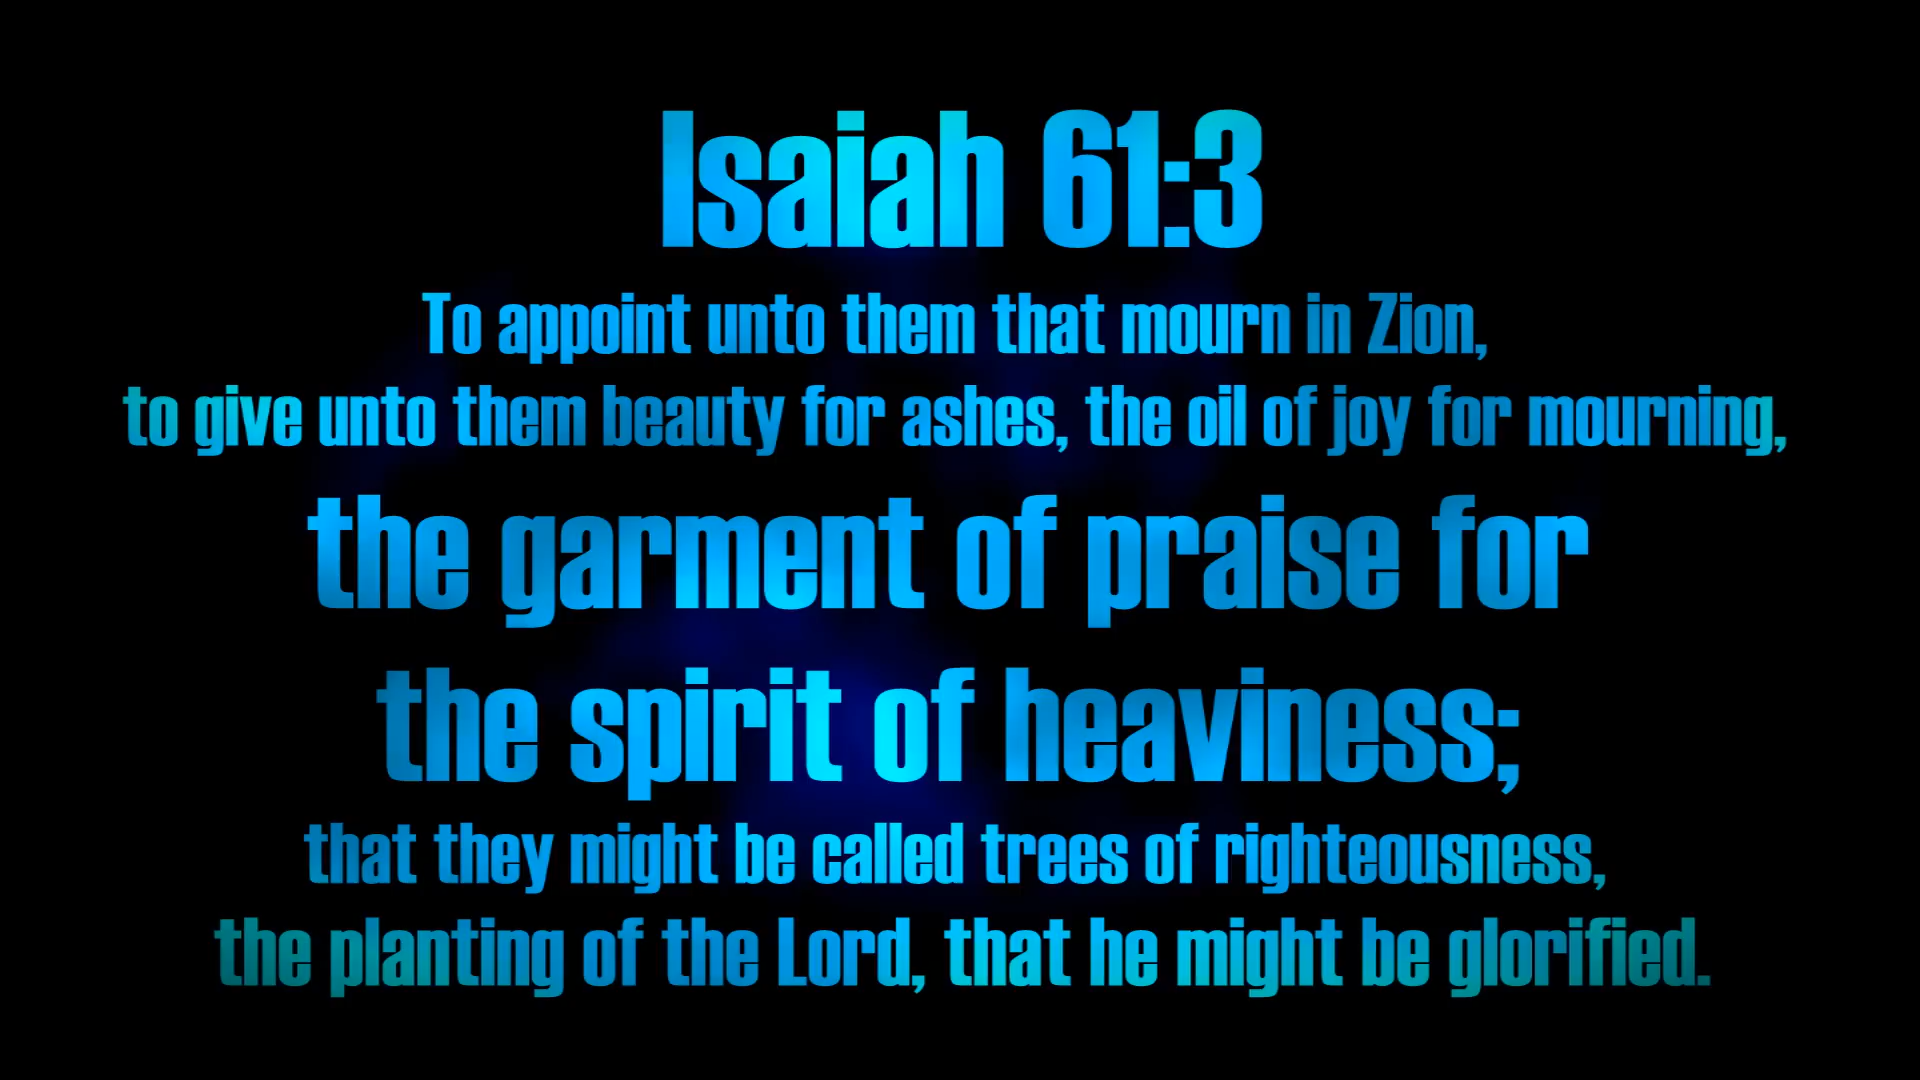 Isaiah 61:3
To appoint unto them that mourn in Zion,
to give unto them beauty for ashes, the oil of joy for mourning,
the garment of praise for
the spirit of heaviness;
that they might be called trees of righteousness,
the planting of the Lord, that he might be glorified.